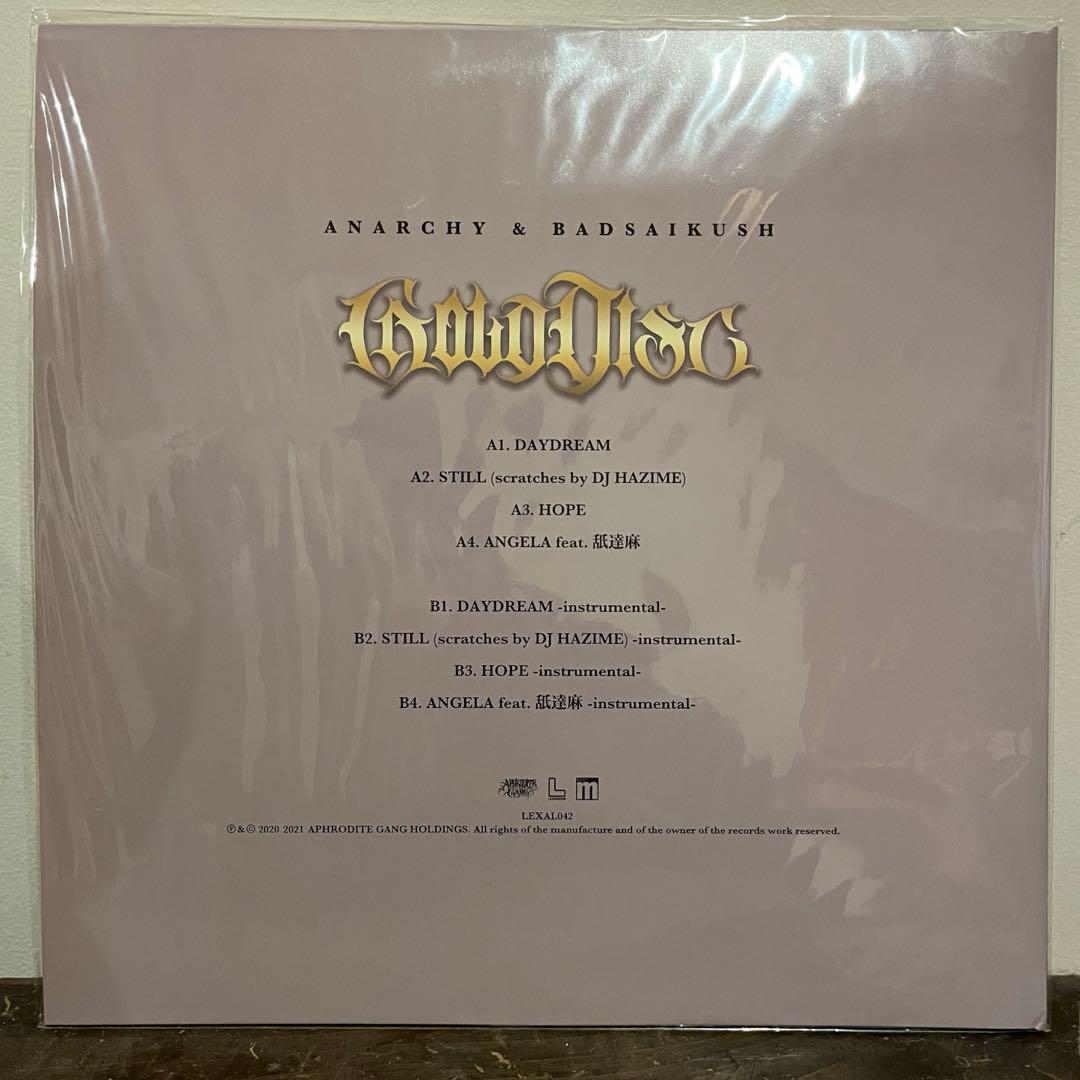 ANARCHY & BADSAIKUSH
GOLD DISC
A1. DAYDREAM
A2. STILL (scratches by DJ HAZIME)
A3. HOPE
A4. ANGELA feat. 舐達麻
B1. DAYDREAM -instrumental-
B2. STILL (scratches by DJ HAZIME) -instrumental-
B3. HOPE -instrumental-
B4. ANGELA feat. 舐達麻 -instrumental-
APHRODITE
GANG
L
m
LEXAL042
℗&© 2020 2021 APHRODITE GANG HOLDINGS. All rights of the manufacture and of the owner of the records work reserved.